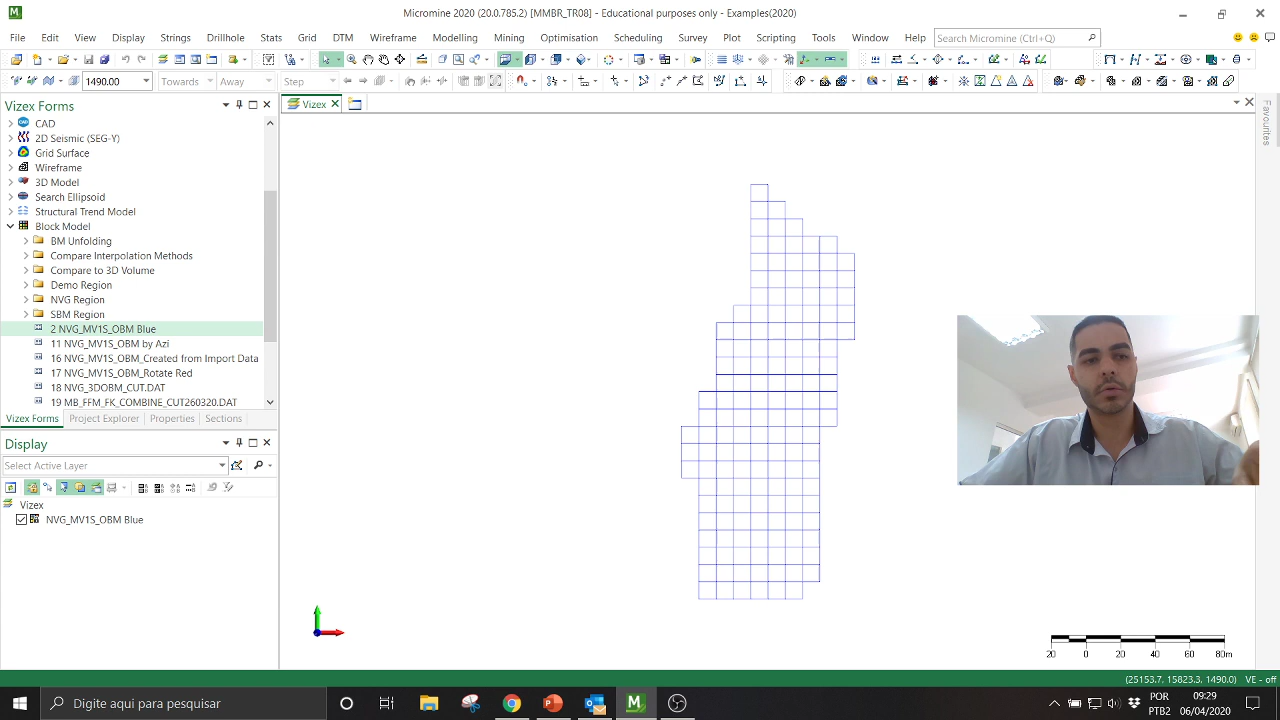 Micromine 2020 (20.0.785.2) [MMBR_TR08] - Educational purposes only - Examples(2020)
File Edit View Display Strings Drillhole Stats Grid DTM Wireframe Modelling Mining Optimisation Scheduling Survey Plot Scripting Tools Window Help Search Micromine (Ctrl+Q)
1490.00 Towards Away Step
Vizex Forms
Vizex
Favourites
CAD
2D Seismic (SEG-Y)
Grid Surface
Wireframe
3D Model
Search Ellipsoid
Structural Trend Model
Block Model
BM Unfolding
Compare Interpolation Methods
Compare to 3D Volume
Demo Region
NVG Region
SBM Region
2 NVG_MV1S_OBM Blue
11 NVG_MV1S_OBM by Azi
16 NVG_MV1S_OBM_Created from Import Data
17 NVG_MV1S_OBM_Rotate Red
18 NVG_3DOBM_CUT.DAT
19 MB_FFM_FK_COMBINE_CUT260320.DAT
Vizex Forms Project Explorer Properties Sections
Display
Select Active Layer
Vizex
NVG_MV1S_OBM Blue
20 0 20 40 60 80m
(25153.7, 15823.3, 1490.0) VE - off
Digite aqui para pesquisar
POR
PTB2
09:29
06/04/2020